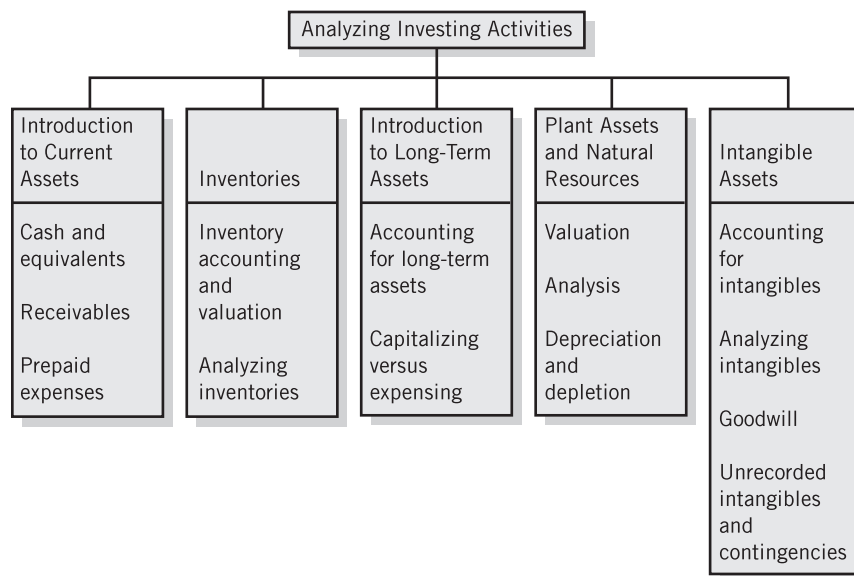 Analyzing Investing Activities
Introduction
to Current
Assets
Cash and
equivalents
Receivables
Prepaid
expenses
Inventories
Inventory
accounting
and
valuation
Analyzing
inventories
Introduction
to Long-Term
Assets
Accounting
for long-term
assets
Capitalizing
versus
expensing
Plant Assets
and Natural
Resources
Valuation
Analysis
Depreciation
and
depletion
Intangible
Assets
Accounting
for
intangibles
Analyzing
intangibles
Goodwill
Unrecorded
intangibles
and
contingencies